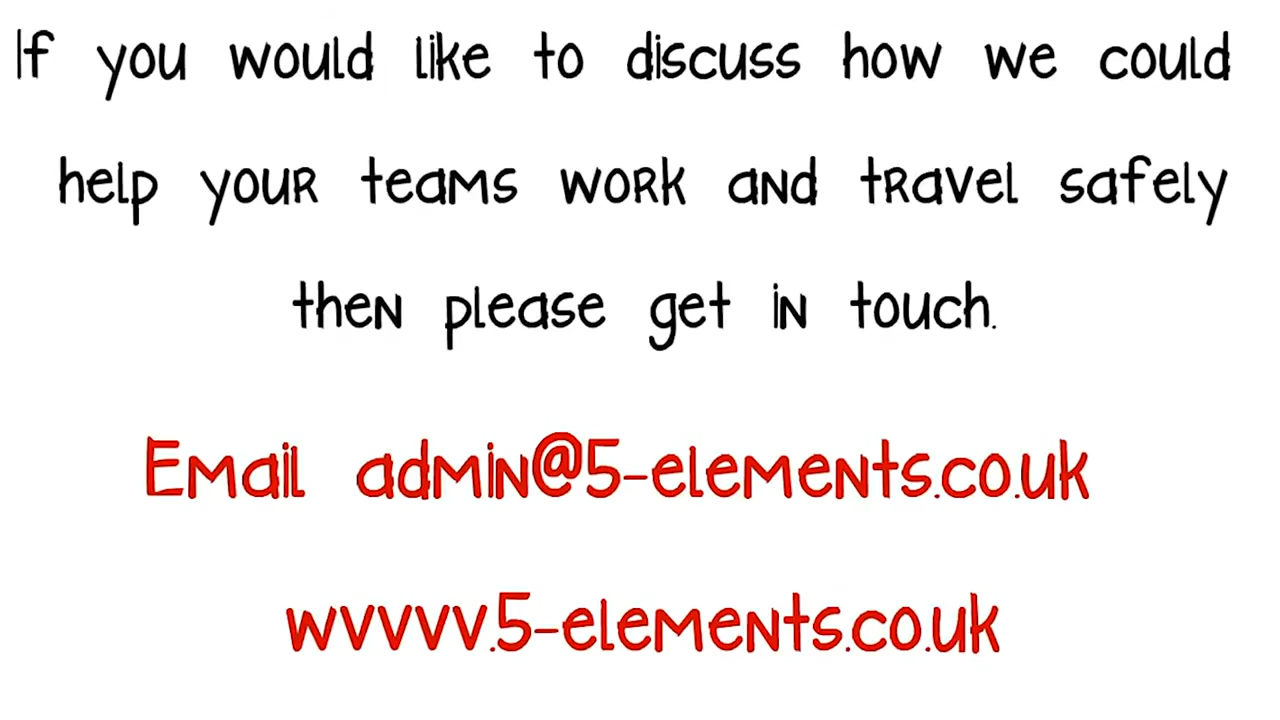 If you would like to discuss how we could
help your teams work and travel safely
then please get in touch.
Email admin@5-elements.co.uk
www.5-elements.co.uk